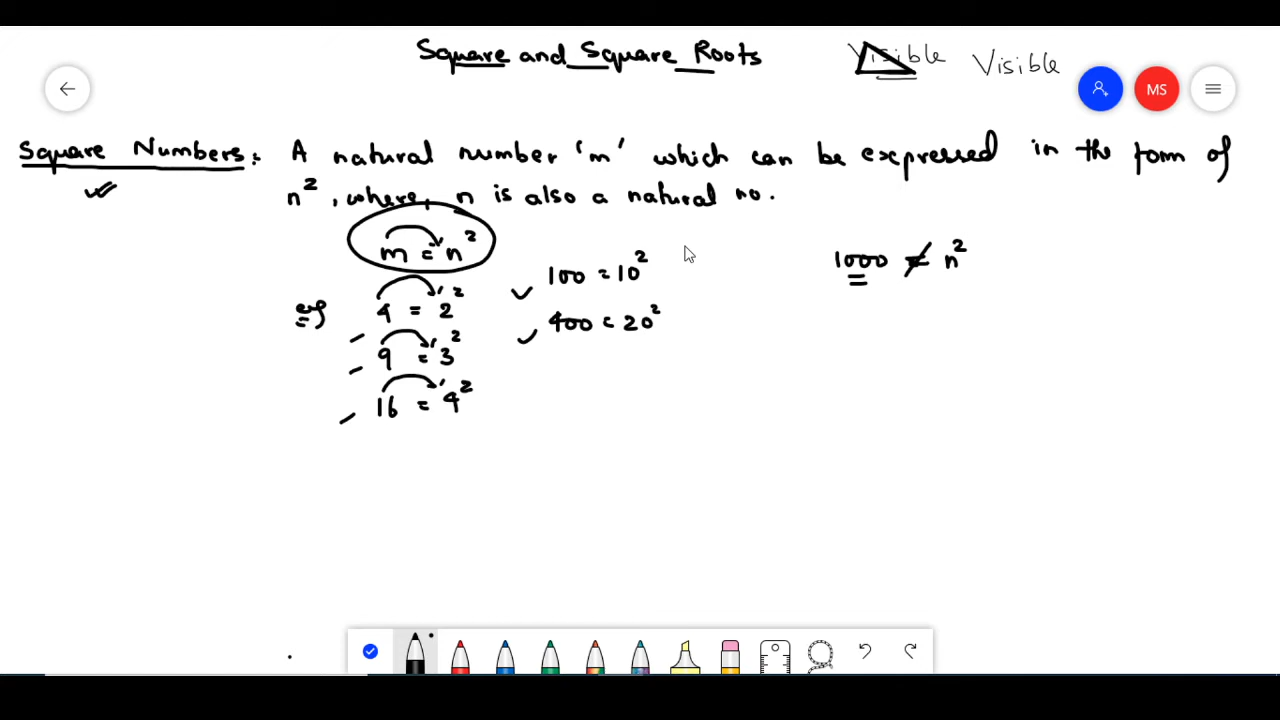 Square and Square Roots
Visible Visible
MS
Square Numbers: A natural number 'm' which can be expressed in the form of
n², where, n is also a natural no.
m = n²
100 = 10²
1000 ≠ n²
eg 4 = 2²
400 = 20²
9 = 3²
16 = 4²